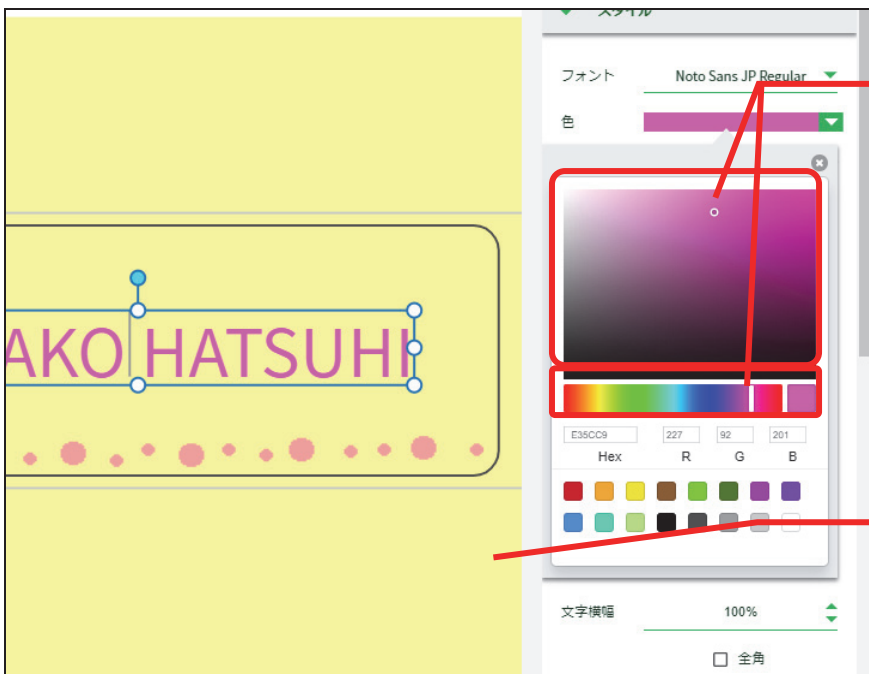 スタイル
フォント Noto Sans JP Regular
色
AKO HATSUHI
E35CC9 227 92 201
Hex R G B
文字横幅 100%
全角